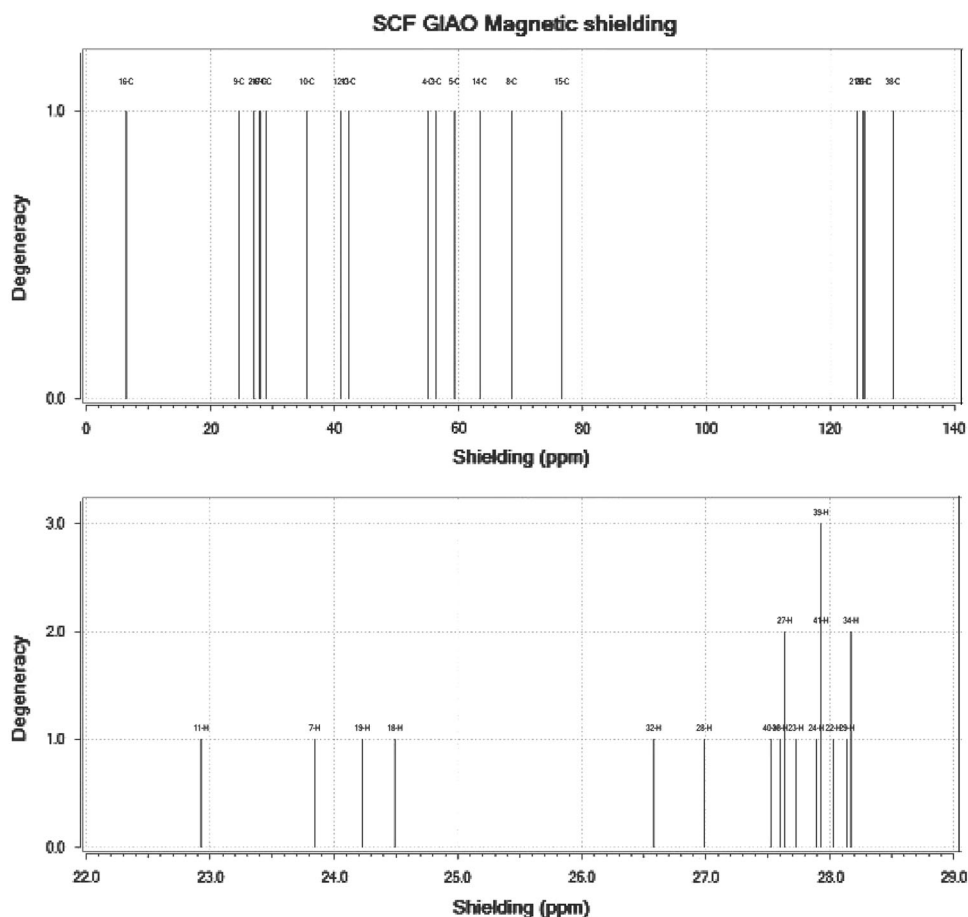 SCF GIAO Magnetic shielding
16-C 9-C 10-C 5-C 14-C 8-C 15-C 38-C
1.0
Degeneracy
0.0
0 20 40 60 80 100 120 140
Shielding (ppm)
39-H
3.0
27-H 41-H 34-H
2.0
11-H 7-H 19-H 18-H 32-H 28-H 23-H 24-H 22-H 29-H
1.0
Degeneracy
0.0
22.0 23.0 24.0 25.0 26.0 27.0 28.0 29.0
Shielding (ppm)